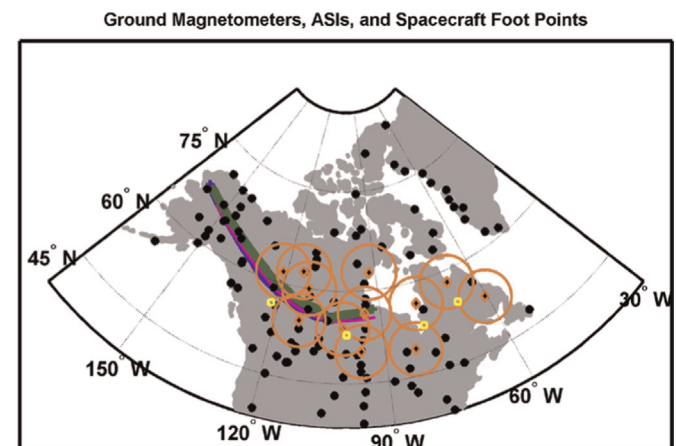 Ground Magnetometers, ASIs, and Spacecraft Foot Points
75° N
60° N
45° N
30° W
150° W
60° W
120° W
90° W